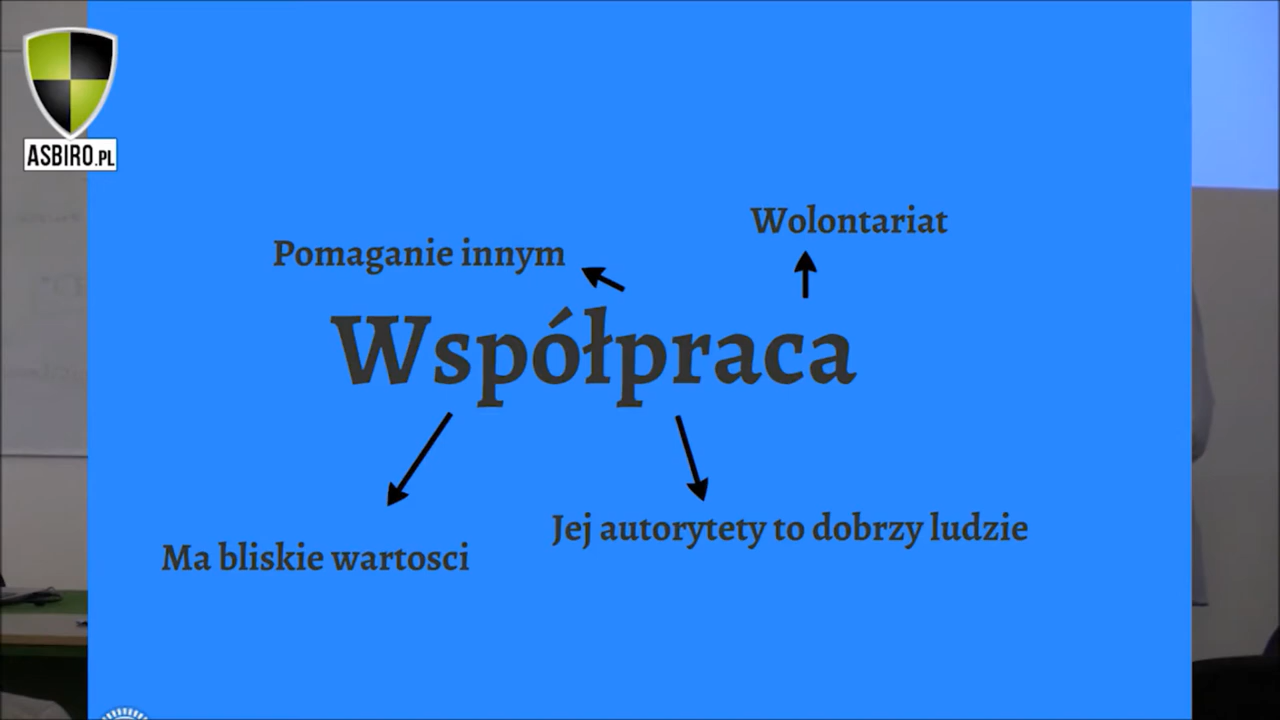 ASBIRO.PL
Wolontariat
Pomaganie innym
Współpraca
Jej autorytety to dobrzy ludzie
Ma bliskie wartosci